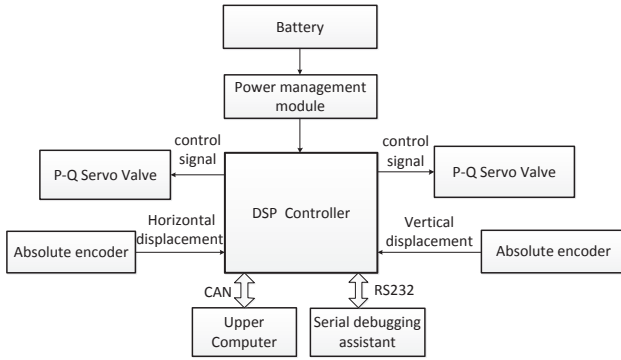 Battery
Power management
module
control
signal
control
signal
P-Q Servo Valve
DSP Controller
P-Q Servo Valve
Horizontal
displacement
Vertical
displacement
Absolute encoder
Absolute encoder
CAN
RS232
Upper
Computer
Serial debugging
assistant